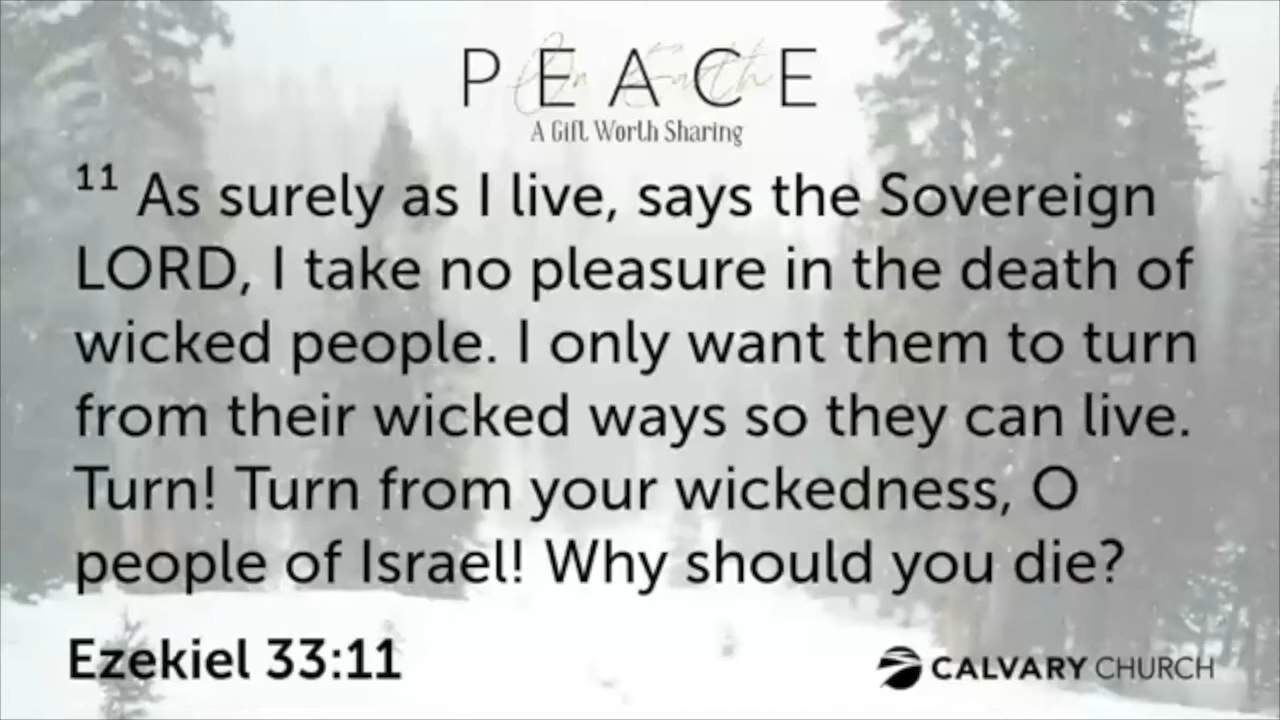 PEACE
On Earth
A Gift Worth Sharing
11 As surely as I live, says the Sovereign
LORD, I take no pleasure in the death of
wicked people. I only want them to turn
from their wicked ways so they can live.
Turn! Turn from your wickedness, O
people of Israel! Why should you die?
Ezekiel 33:11
CALVARY CHURCH